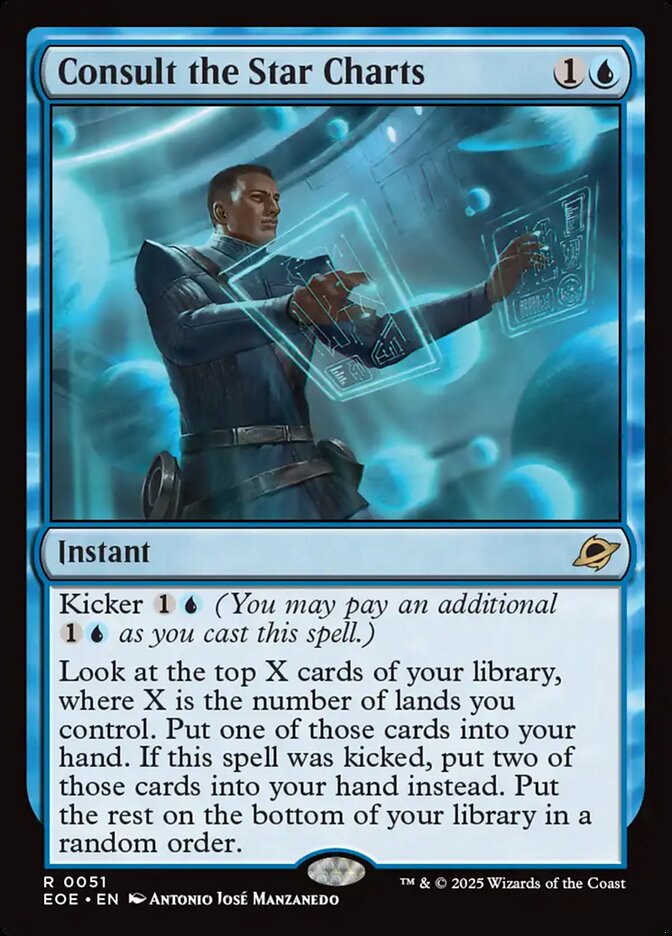 Consult the Star Charts 1
Instant
Kicker 1 (You may pay an additional
1 as you cast this spell.)
Look at the top X cards of your library,
where X is the number of lands you
control. Put one of those cards into your
hand. If this spell was kicked, put two of
those cards into your hand instead. Put
the rest on the bottom of your library in a
random order.
R 0051
EOE • EN Antonio José Manzanedo
™ & © 2025 Wizards of the Coast